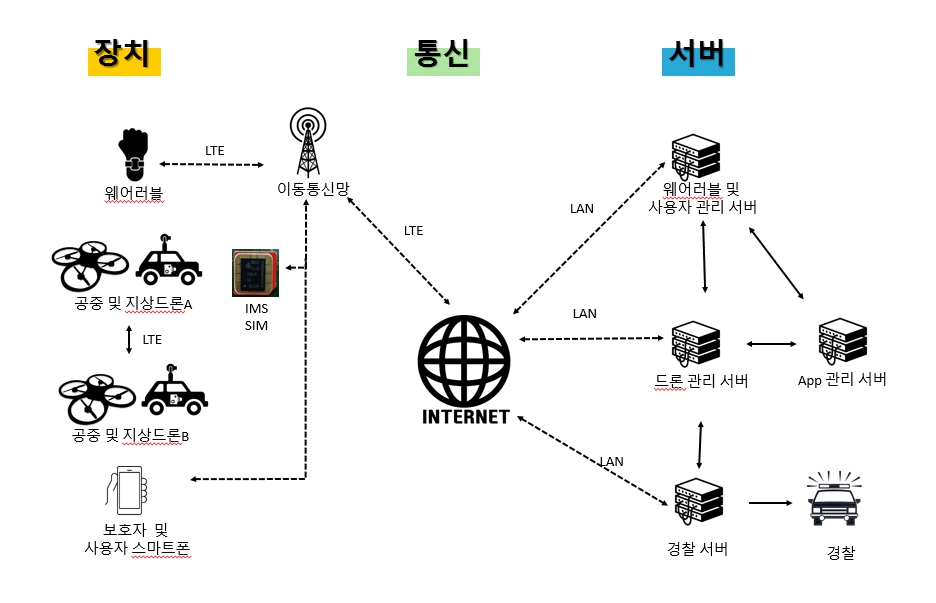 장치
통신
서버
LTE
웨어러블
이동통신망
LTE
LAN
웨어러블 및
사용자 관리 서버
공중 및 지상드론A
IMS
SIM
LTE
LAN
INTERNET
드론 관리 서버
App 관리 서버
공중 및 지상드론B
LAN
보호자 및
사용자 스마트폰
경찰 서버
경찰